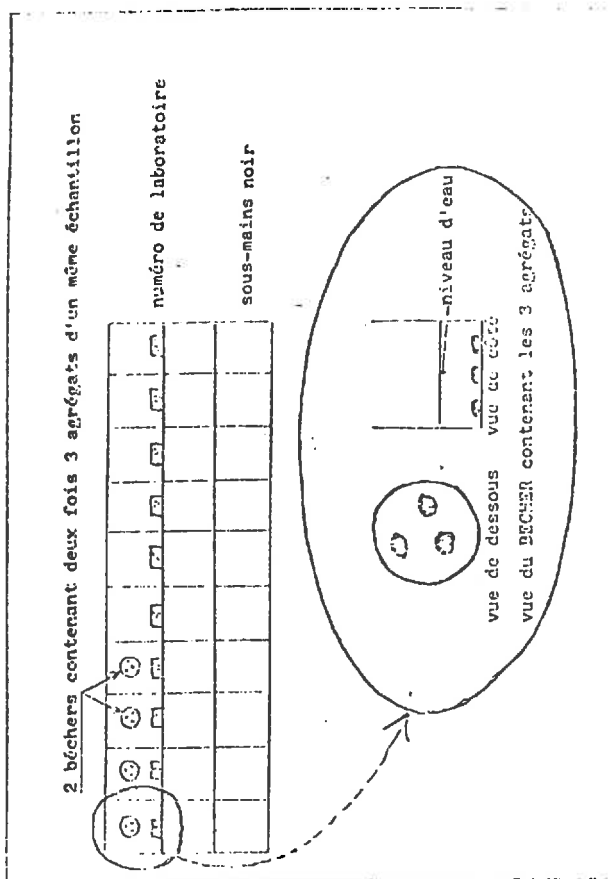 2 béchers contenant deux fois 3 agrégats d'un même échantillon
numéro de laboratoire
sous-mains noir
niveau d'eau
vue de dessous
vue de côté
vue du BECHER contenant les 3 agrégats